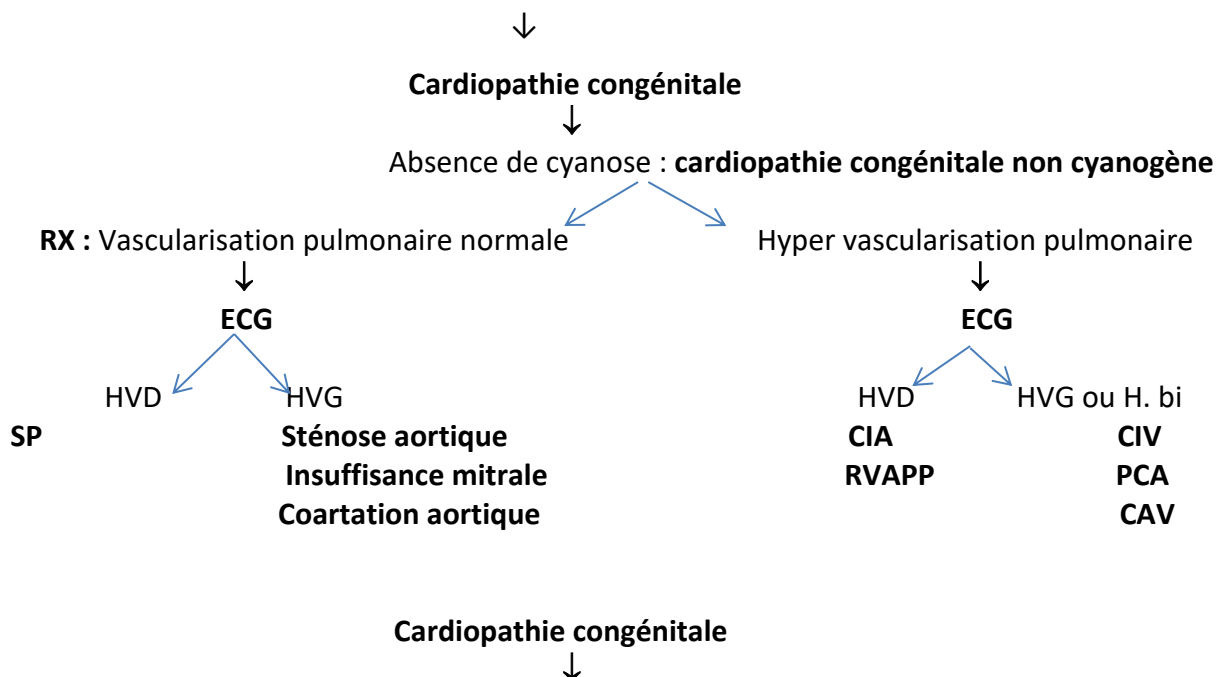 ↓
Cardiopathie congénitale
↓
Absence de cyanose : cardiopathie congénitale non cyanogène
RX : Vascularisation pulmonaire normale Hyper vascularisation pulmonaire
↓ ↓
ECG ECG
HVD HVG HVD HVG ou H. bi
SP Sténose aortique CIA CIV
Insuffisance mitrale RVAPP PCA
Coartation aortique CAV
Cardiopathie congénitale
↓